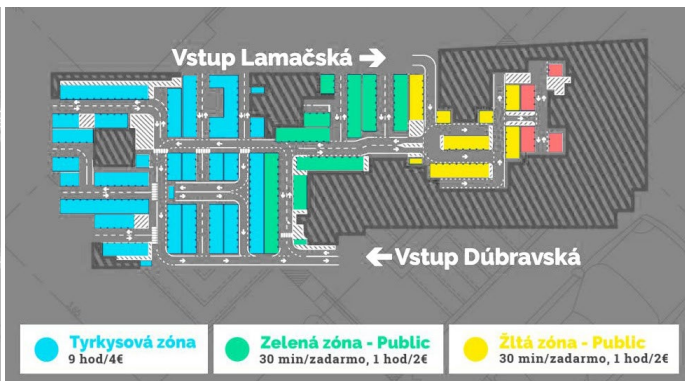 Vstup Lamačská →
← Vstup Dúbravská
Tyrkysová zóna
9 hod/4€
Zelená zóna - Public
30 min/zadarmo, 1 hod/2€
Žltá zóna - Public
30 min/zadarmo, 1 hod/2€